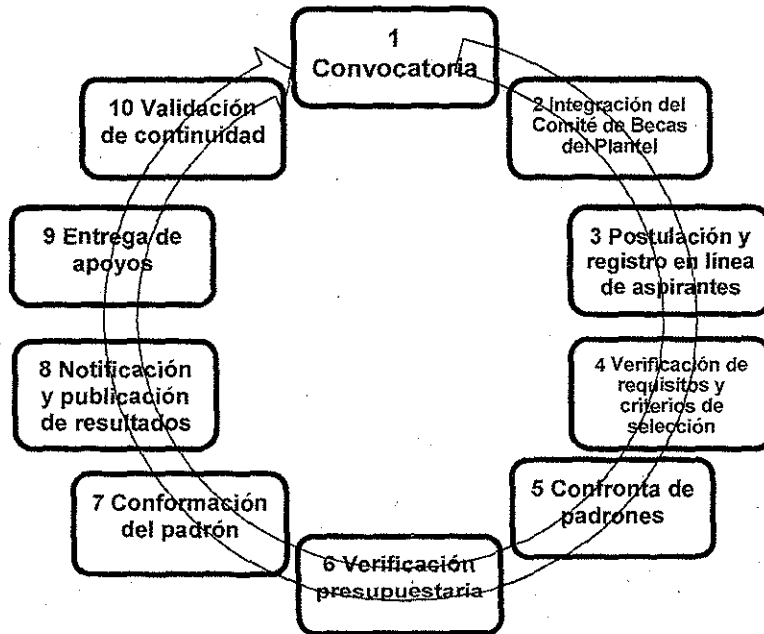 1
Convocatoria
2 Integración del
Comité de Becas
del Plantel
3 Postulación y
registro en línea
de aspirantes
4 Verificación de
requisitos y
criterios de
selección
5 Confronta de
padrones
6 Verificación
presupuestaria
7 Conformación
del padrón
8 Notificación
y publicación
de resultados
9 Entrega de
apoyos
10 Validación
de continuidad